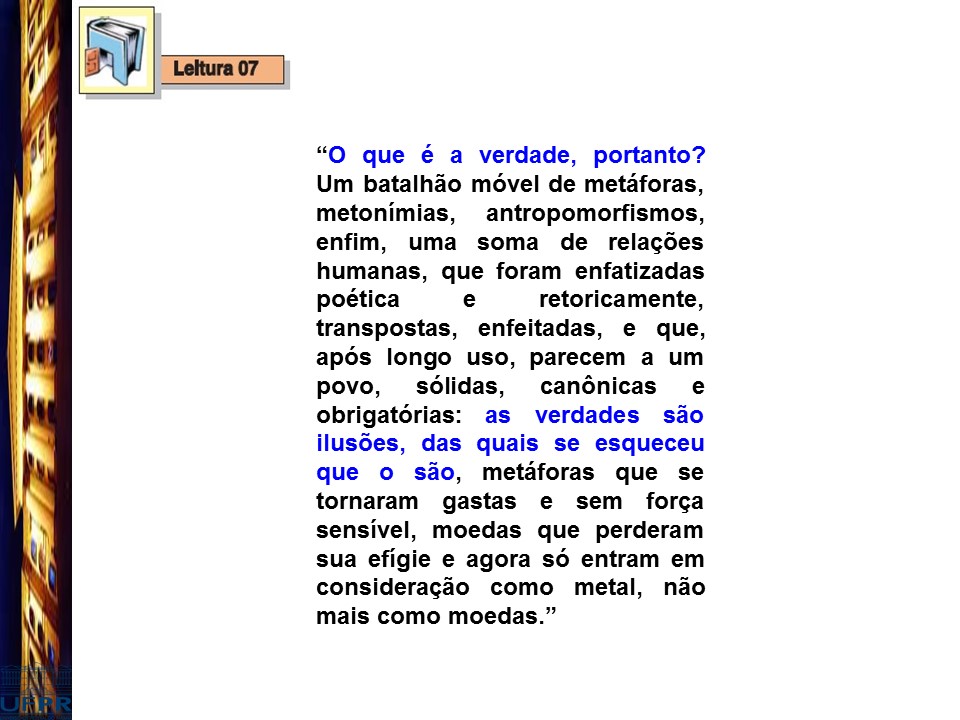 Leitura 07
“O que é a verdade, portanto?
Um batalhão móvel de metáforas,
metonímias, antropomorfismos,
enfim, uma soma de relações
humanas, que foram enfatizadas
poética e retoricamente,
transpostas, enfeitadas, e que,
após longo uso, parecem a um
povo, sólidas, canônicas e
obrigatórias: as verdades são
ilusões, das quais se esqueceu
que o são, metáforas que se
tornaram gastas e sem força
sensível, moedas que perderam
sua efígie e agora só entram em
consideração como metal, não
mais como moedas.”
UFPR